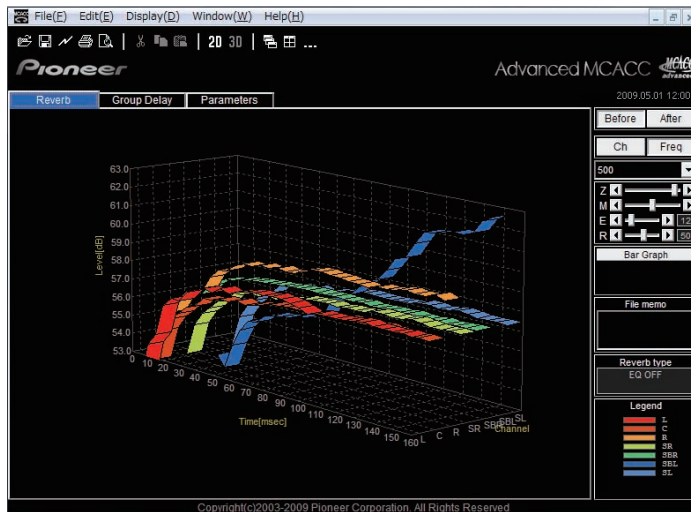 File(F) Edit(E) Display(D) Window(W) Help(H)
2D 3D ...
Pioneer
Advanced MCACC
MCACC
advanced
2009.05.01 12:00
Reverb Group Delay Parameters
Before After
Ch Freq
500
Z
M
E 12
R 50
Bar Graph
File memo
Reverb type
EQ OFF
Legend
L
C
R
SR
SBR
SBL
SL
Level[dB]
63.0
62.0
61.0
60.0
59.0
58.0
57.0
56.0
55.0
54.0
53.0
0 10 20 30 40 50 60 70 80 90 100 110 120 130 140 150 160
Time[msec]
L C R SR SBR SBL SL
Channel
Copyright(c)2003-2009 Pioneer Corporation. All Rights Reserved